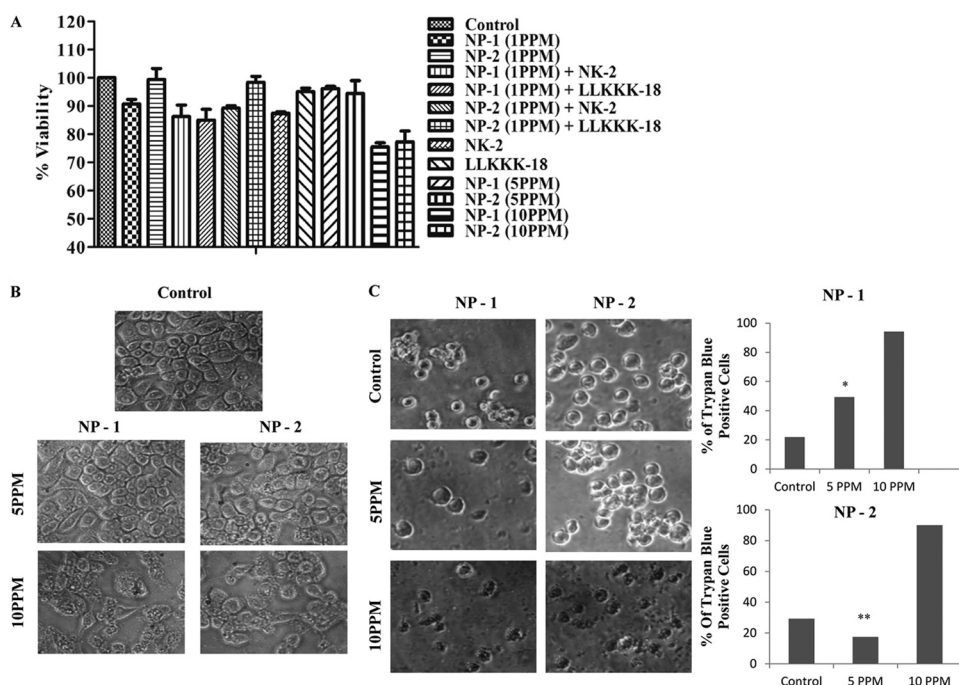 A
120
110
100
90
80
70
60
50
40
% Viability
Control
NP-1 (1PPM)
NP-2 (1PPM)
NP-1 (1PPM) + NK-2
NP-1 (1PPM) + LLKKK-18
NP-2 (1PPM) + NK-2
NP-2 (1PPM) + LLKKK-18
NK-2
LLKKK-18
NP-1 (5PPM)
NP-2 (5PPM)
NP-1 (10PPM)
NP-2 (10PPM)
B
Control
NP - 1 NP - 2
5PPM
10PPM
C
NP - 1 NP - 2
Control
5PPM
10PPM
NP - 1
% Of Trypan Blue
Positive Cells
100
80
60
40
20
0
*
Control 5 PPM 10 PPM
NP - 2
% Of Trypan Blue
Positive Cells
100
80
60
40
20
0
**
Control 5 PPM 10 PPM